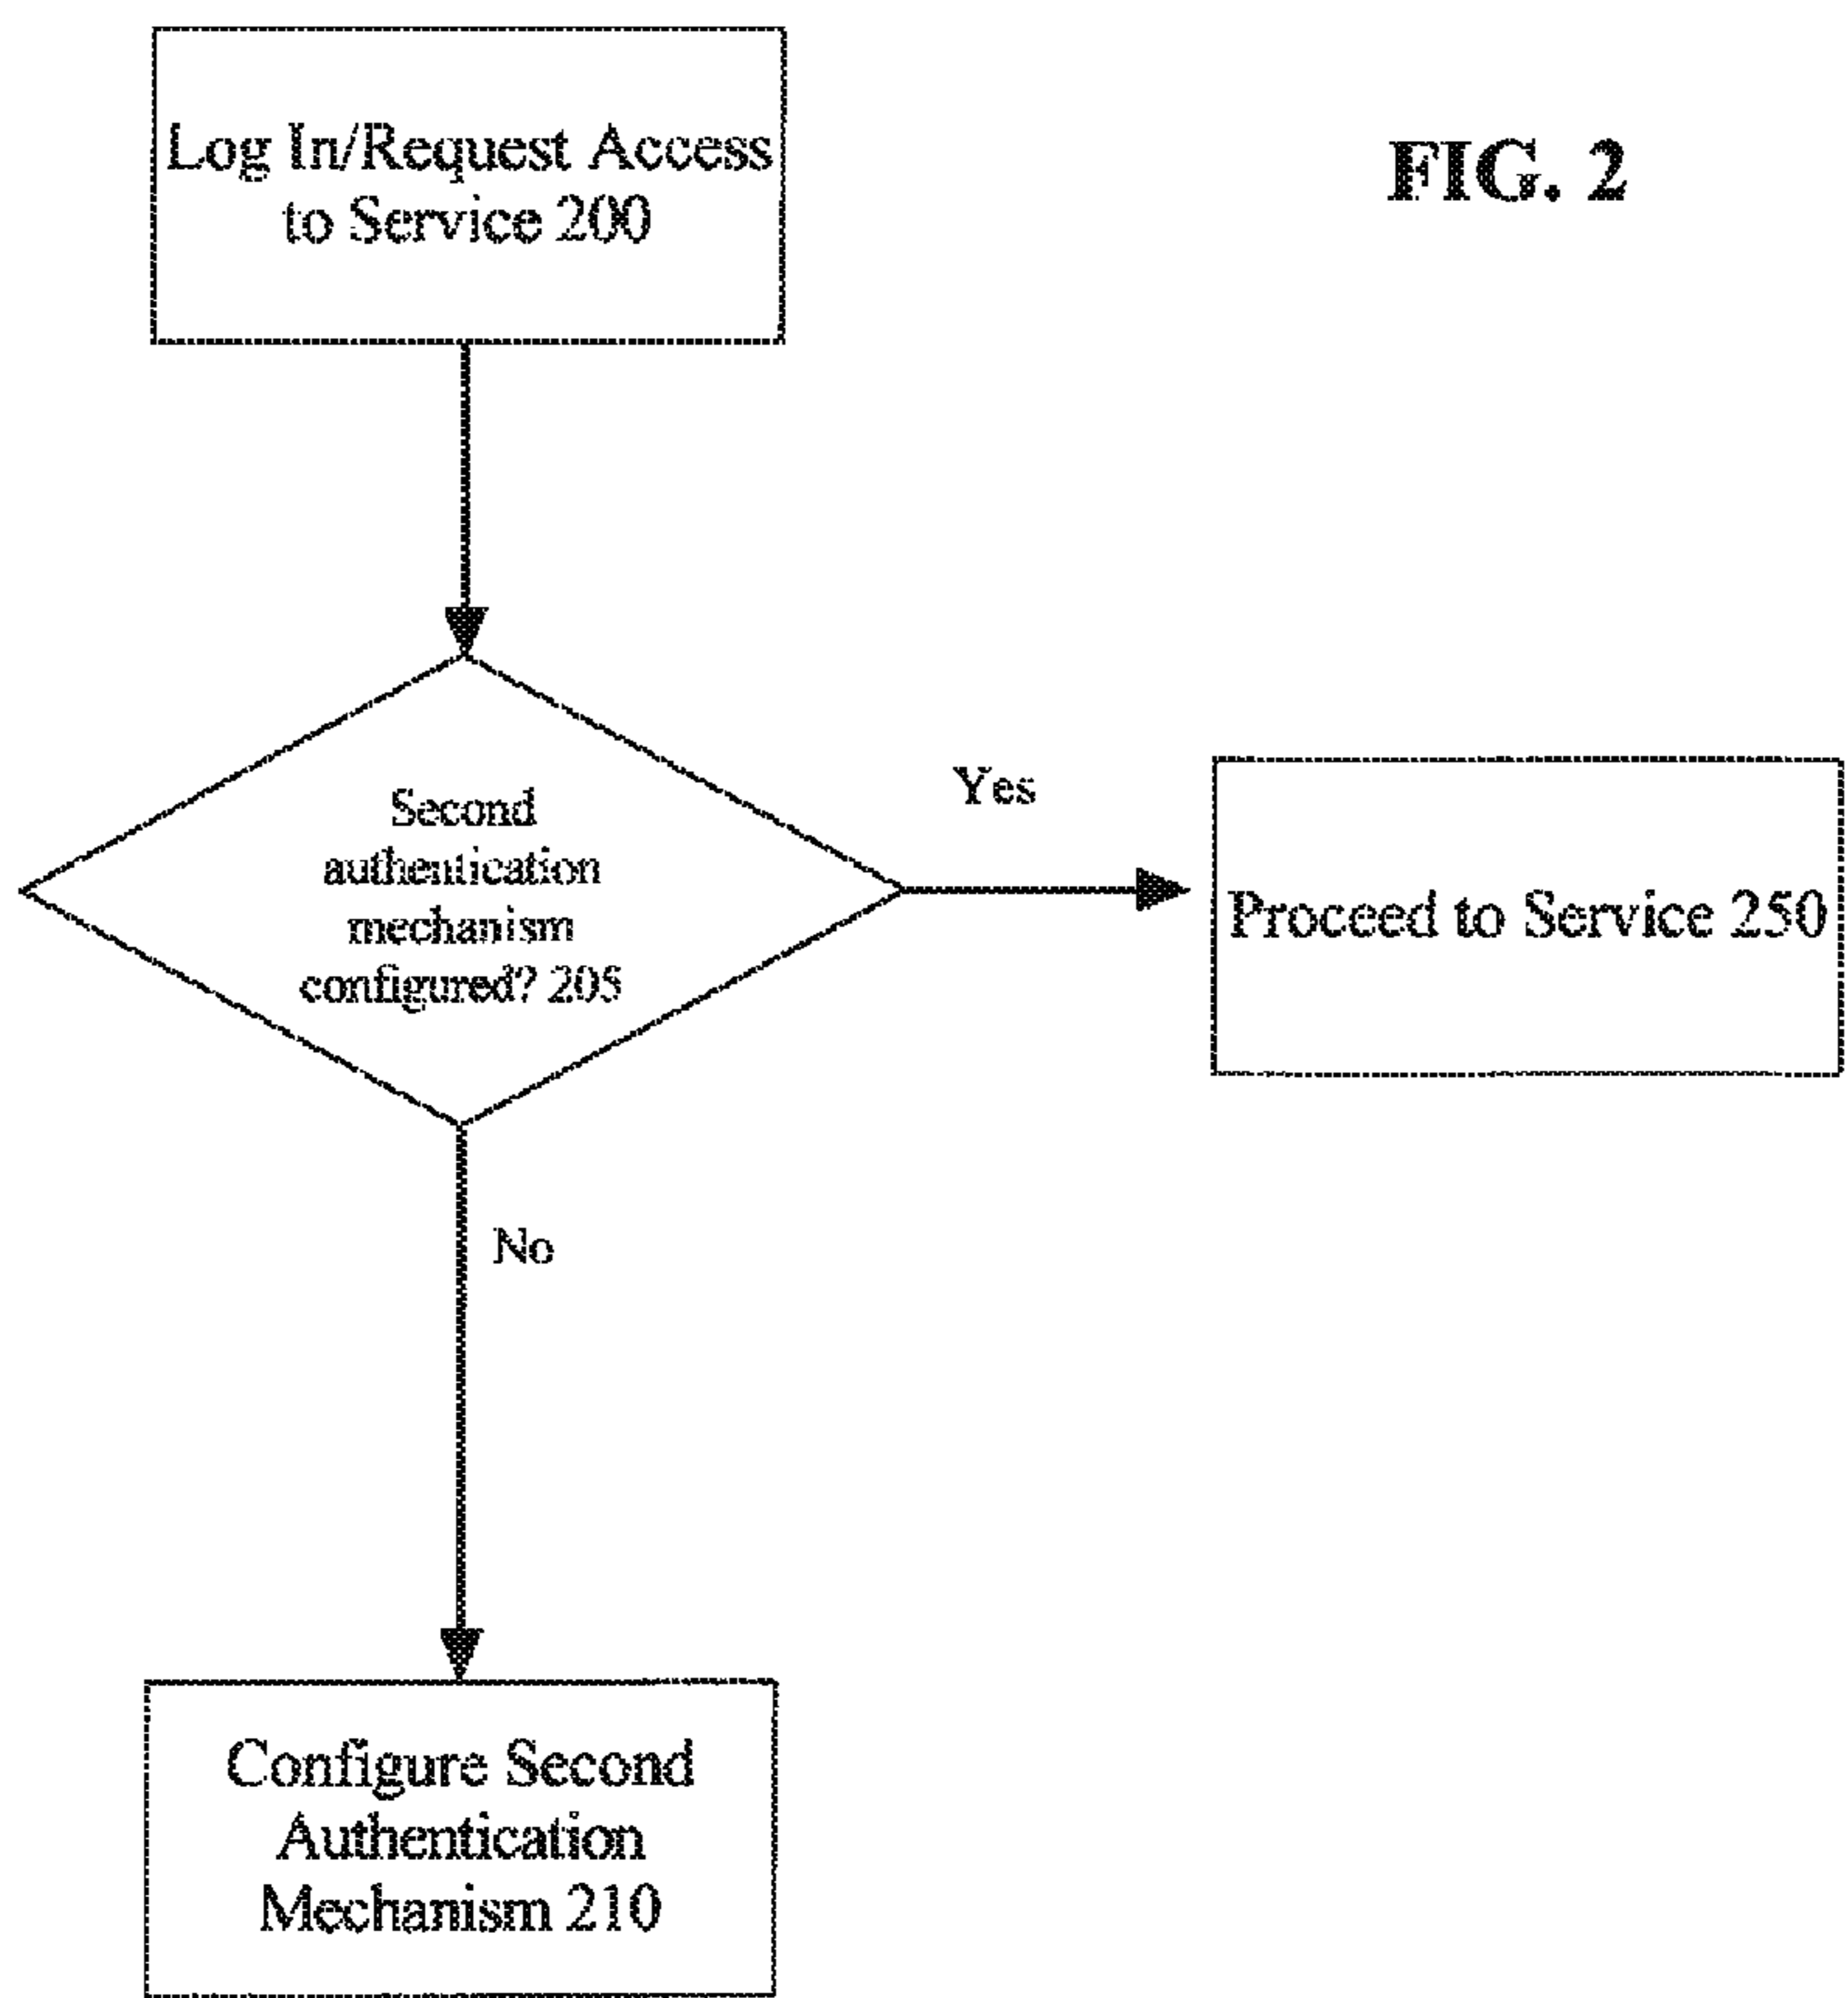 Log In/Request Access
to Service 200
FIG. 2
Second
authentication
mechanism
configured? 205
Yes
Proceed to Service 250
No
Configure Second
Authentication
Mechanism 210